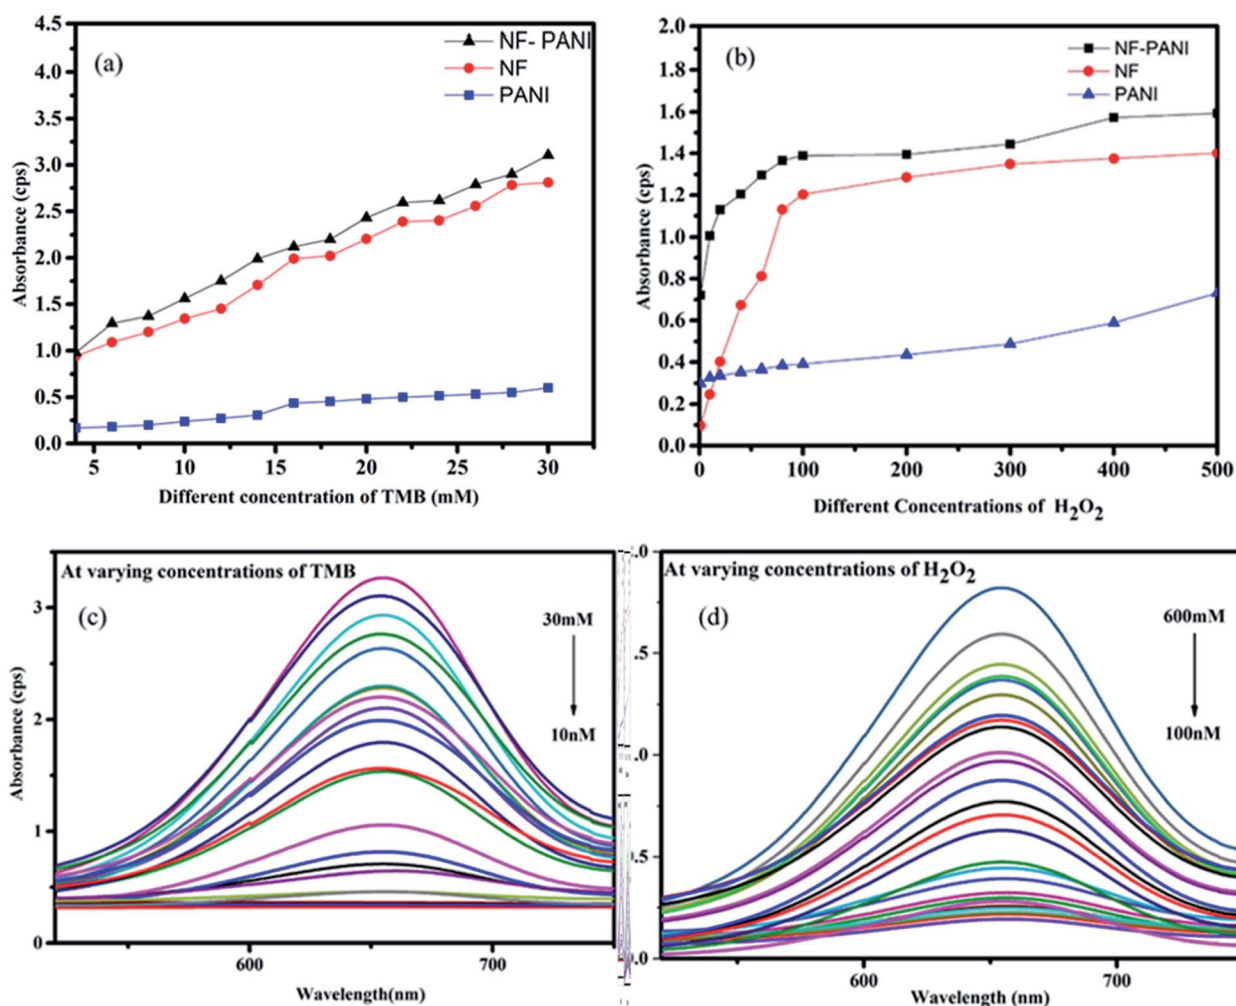 (a)
NF- PANI
NF
PANI
4.5
4.0
3.5
3.0
2.5
2.0
1.5
1.0
0.5
0.0
Absorbance (cps)
5 10 15 20 25 30
Different concentration of TMB (mM)
(b)
NF-PANI
NF
PANI
2.0
1.8
1.6
1.4
1.2
1.0
0.8
0.6
0.4
0.2
0.0
Absorbance (cps)
0 100 200 300 400 500
Different Concentrations of H₂O₂
At varying concentrations of TMB
(c)
30mM
10nM
3
2
1
0
Absorbance (cps)
600 700
Wavelength(nm)
At varying concentrations of H₂O₂
(d)
600mM
100nM
.0
.5
.0
.5
.0
600 700
Wavelength (nm)